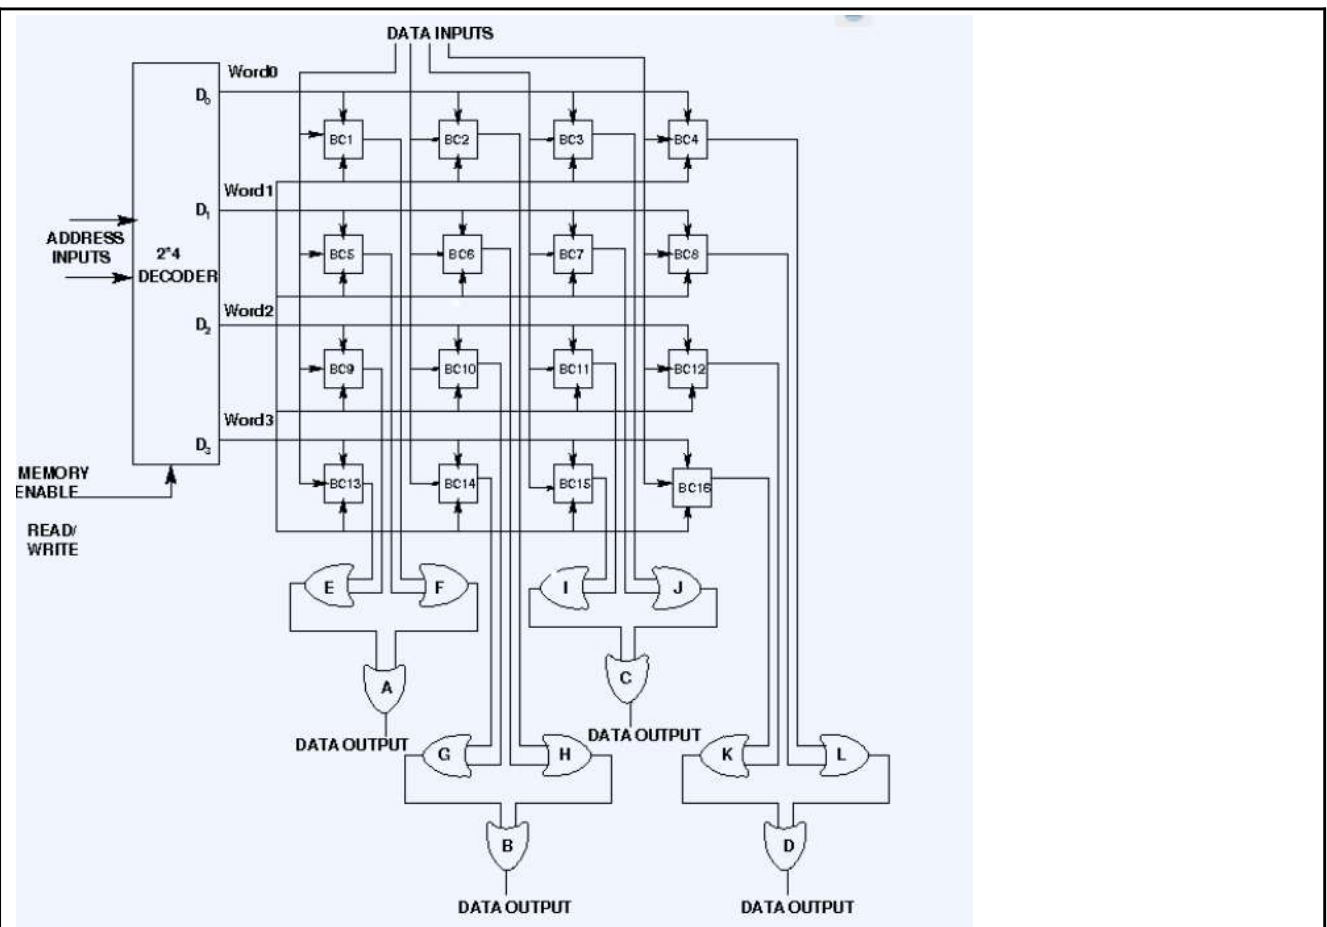 DATA INPUTS
Word0
D0
BC1 BC2 BC3 BC4
Word1
D1
ADDRESS
INPUTS
2*4
DECODER
BC5 BC6 BC7 BC8
Word2
D2
BC9 BC10 BC11 BC12
Word3
D3
MEMORY
ENABLE
BC13 BC14 BC15 BC16
READ/
WRITE
E F I J
A C
DATA OUTPUT DATA OUTPUT
G H K L
B D
DATA OUTPUT DATA OUTPUT